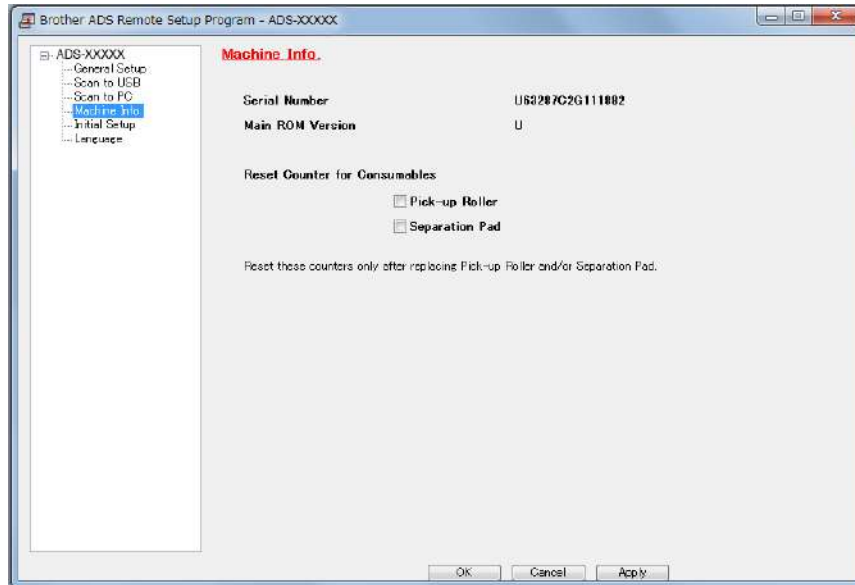 Brother ADS Remote Setup Program - ADS-XXXXX
ADS-XXXXX
General Setup
Scan to USB
Scan to PC
Machine Info
Initial Setup
Language
Machine Info.
Serial Number U63287C2G111882
Main ROM Version U
Reset Counter for Consumables
Pick-up Roller
Separation Pad
Reset these counters only after replacing Pick-up Roller and/or Separation Pad.
OK Cancel Apply